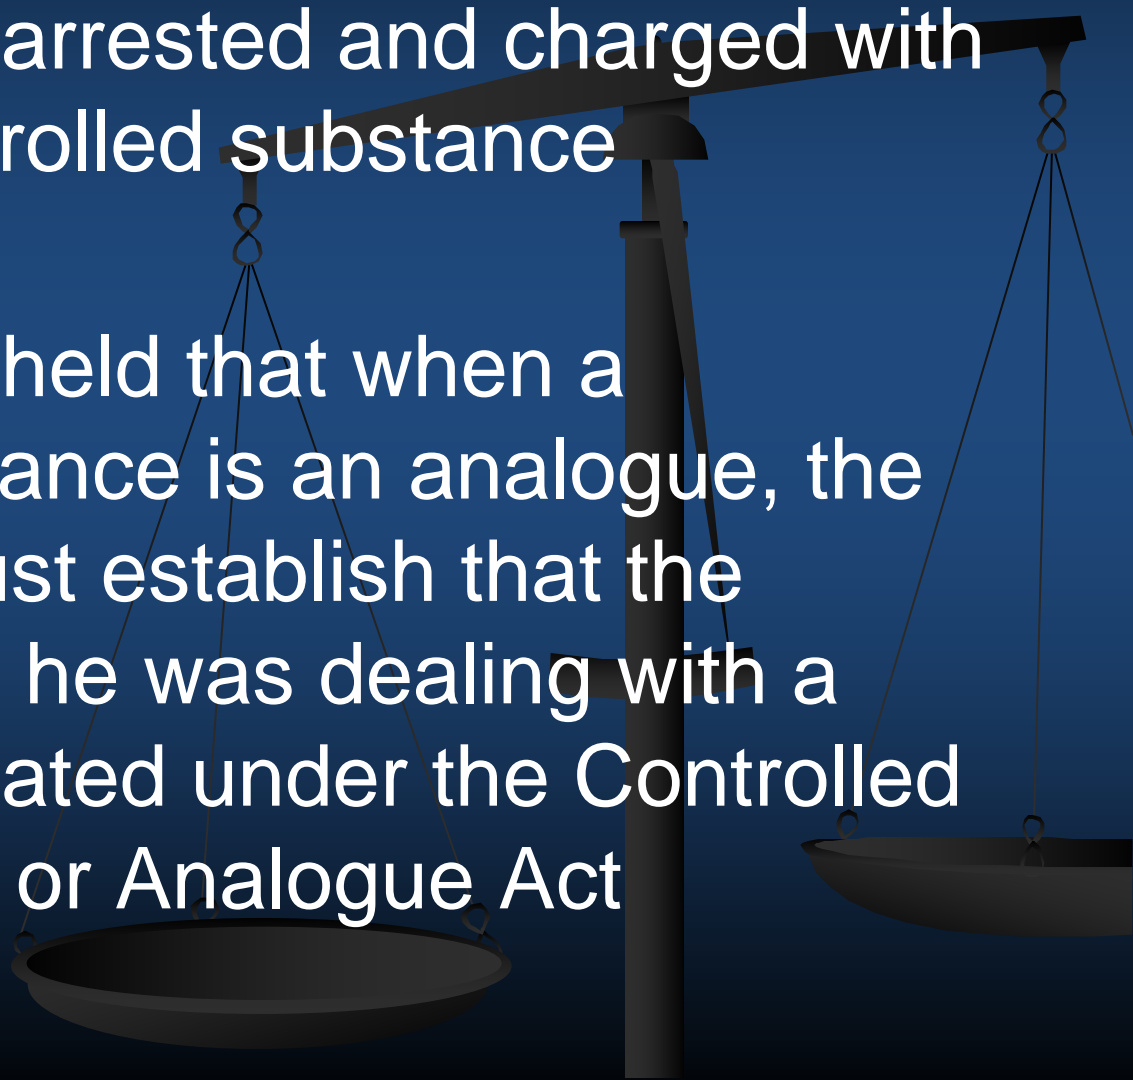 arrested and charged with
rolled substance
held that when a
ance is an analogue, the
ust establish that the
he was dealing with a
ated under the Controlled
or Analogue Act